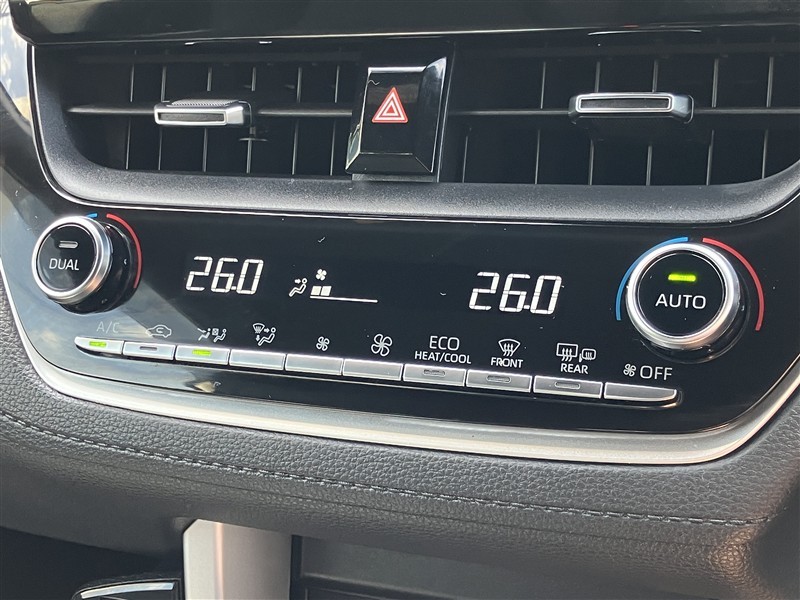 DUAL
26.0
26.0
AUTO
A/C
ECO
HEAT/COOL
FRONT
REAR
OFF